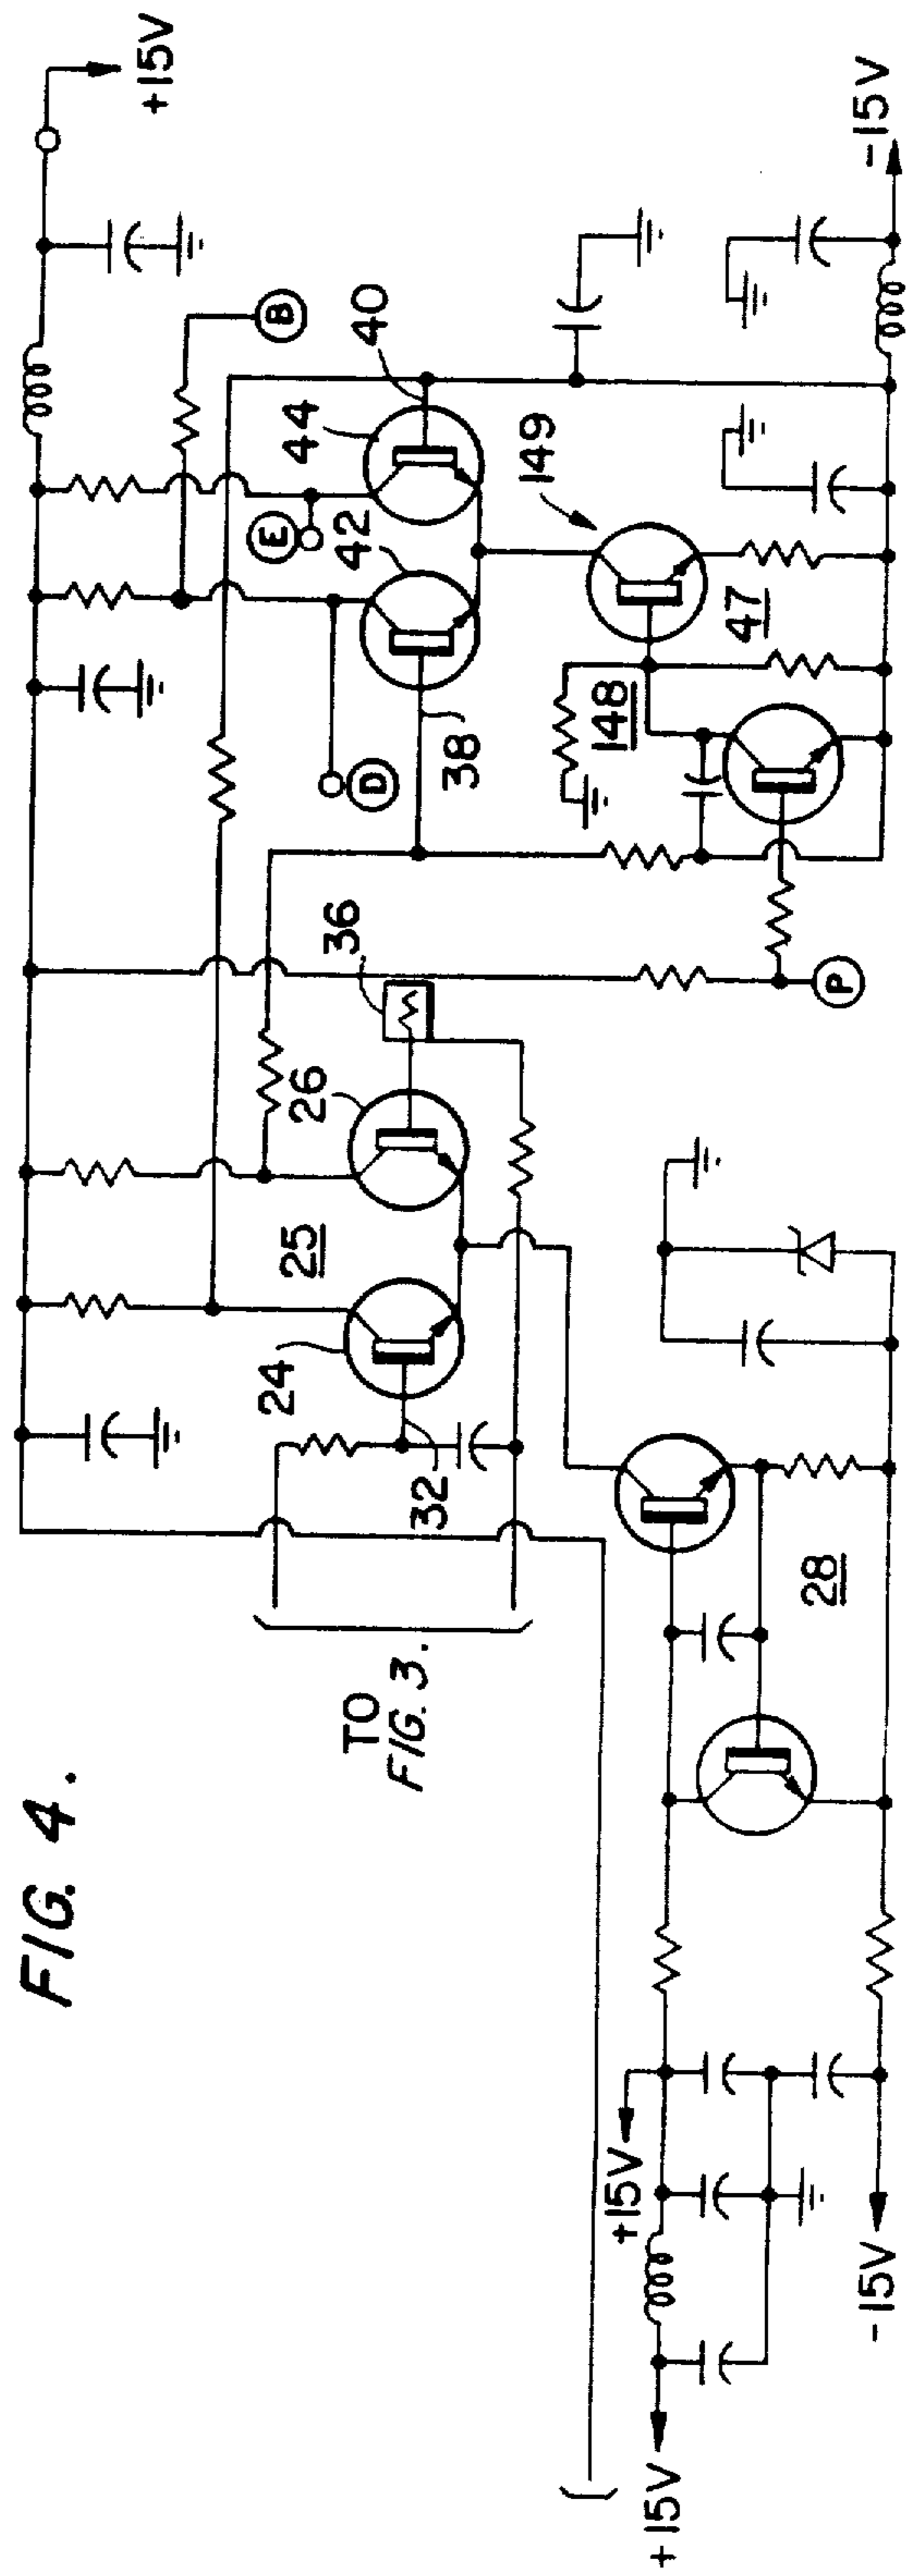 FIG. 4.
+15V
B
40
44
E
42
149
-15V
47
148
D
38
36
P
26
25
24
32
TO
FIG. 3.
28
+15V
+15V
-15V